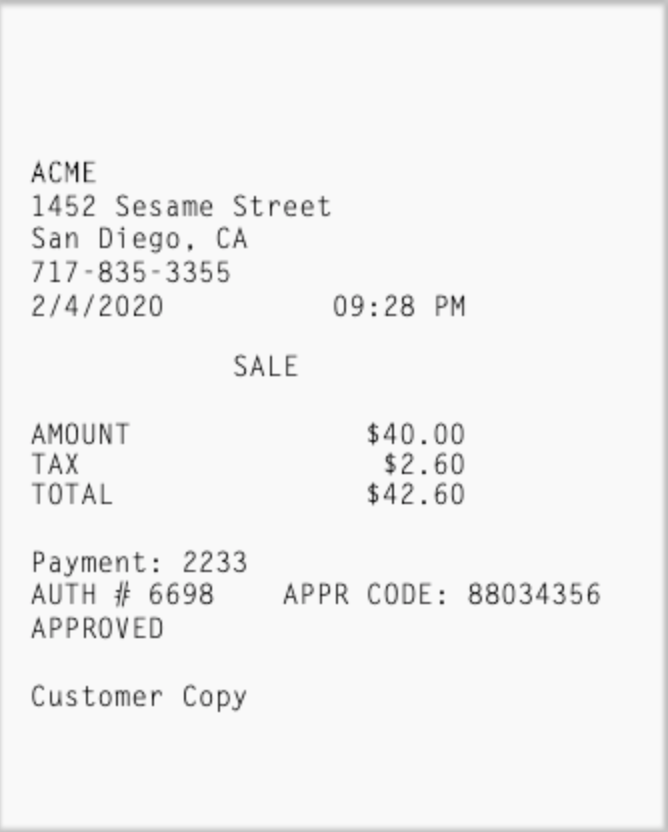 ACME
1452 Sesame Street
San Diego, CA
717-835-3355
2/4/2020 09:28 PM
SALE
AMOUNT $40.00
TAX $2.60
TOTAL $42.60
Payment: 2233
AUTH # 6698 APPR CODE: 88034356
APPROVED
Customer Copy